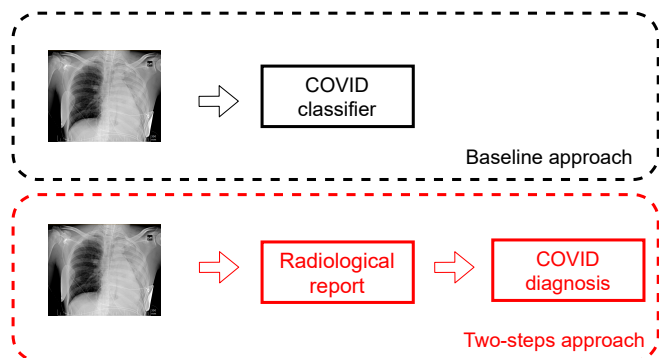 COVID
classifier
Baseline approach
Radiological
report
COVID
diagnosis
Two-steps approach